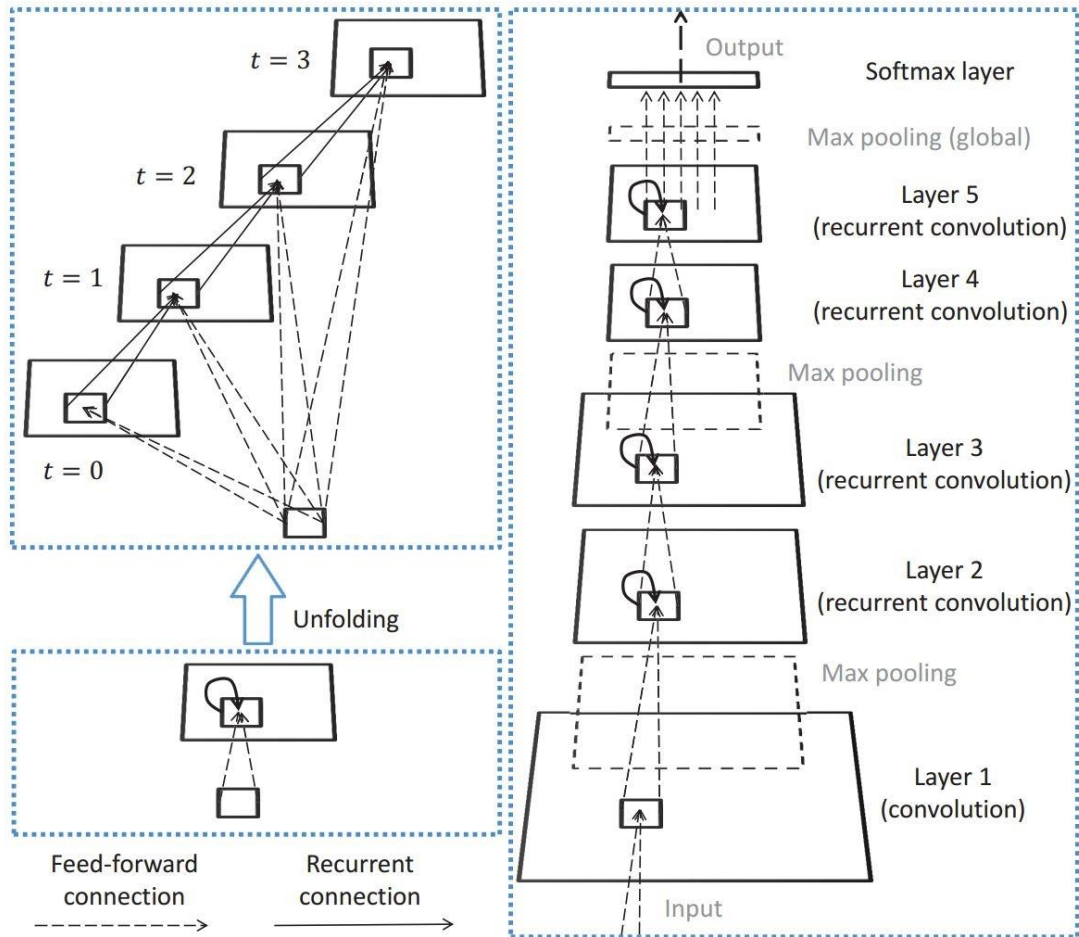 t = 3
t = 2
t = 1
t = 0
Unfolding
Feed-forward
connection
Recurrent
connection
Output
Softmax layer
Max pooling (global)
Layer 5
(recurrent convolution)
Layer 4
(recurrent convolution)
Max pooling
Layer 3
(recurrent convolution)
Layer 2
(recurrent convolution)
Max pooling
Layer 1
(convolution)
Input